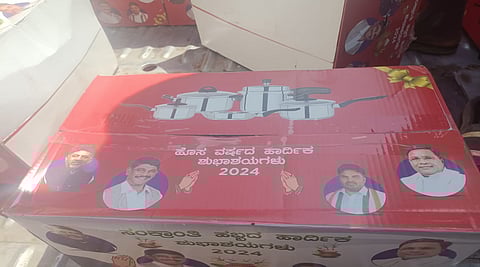 ಹೊಸ ವರ್ಷದ ಹಾರ್ದಿಕ
ಶುಭಾಶಯಗಳು
2024
ಸಂಕ್ರಾಂತಿ ಹಬ್ಬದ ಹಾರ್ದಿಕ
ಶುಭಾಶಯಗಳು
2024